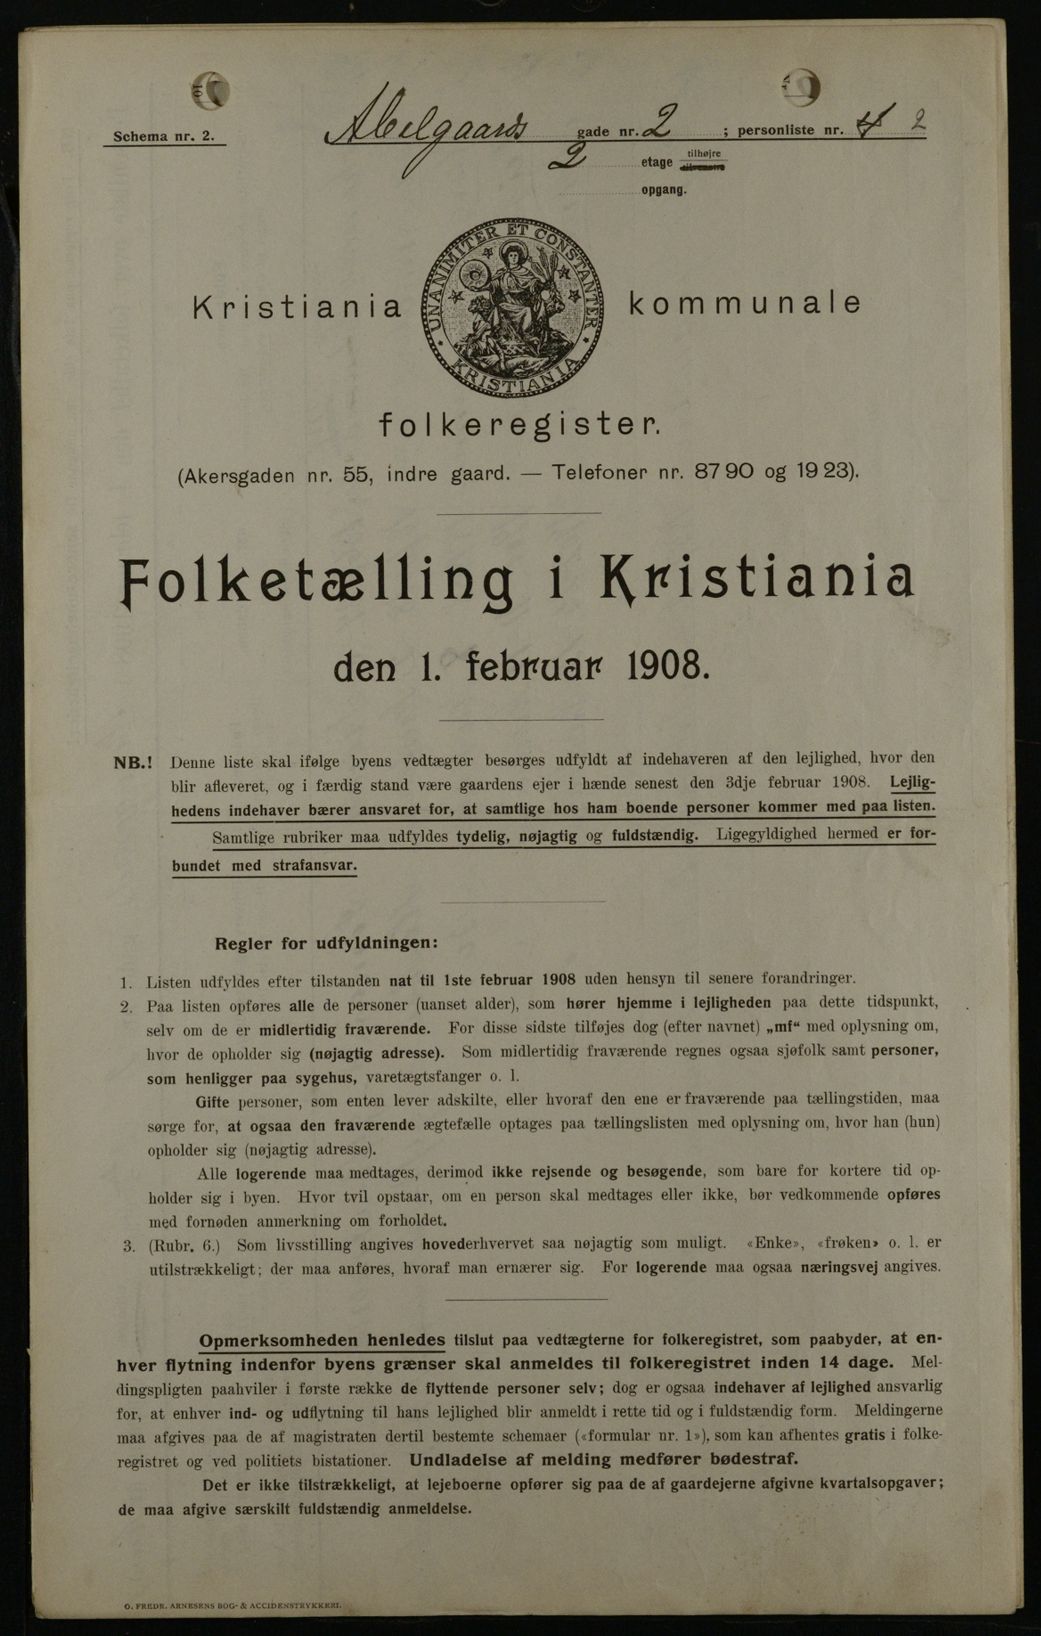 Schema nr. 2.
Abelgaards gade nr. 2 ; personliste nr. 4 2
2 etage tilhøjre tilvenstre
opgang.
UNANIMITER ET CONSTANTER
KRISTIANIA
Kristiania kommunale
folkeregister.
(Akersgaden nr. 55, indre gaard. — Telefoner nr. 8790 og 1923).
Folketælling i Kristiania
den 1. februar 1908.
NB.! Denne liste skal ifølge byens vedtægter besørges udfyldt af indehaveren af den lejlighed, hvor den
blir afleveret, og i færdig stand være gaardens ejer i hænde senest den 3dje februar 1908. Lejlig-
hedens indehaver bærer ansvaret for, at samtlige hos ham boende personer kommer med paa listen.
Samtlige rubriker maa udfyldes tydelig, nøjagtig og fuldstændig. Ligegyldighed hermed er for-
bundet med strafansvar.
Regler for udfyldningen:
1. Listen udfyldes efter tilstanden nat til 1ste februar 1908 uden hensyn til senere forandringer.
2. Paa listen opføres alle de personer (uanset alder), som hører hjemme i lejligheden paa dette tidspunkt,
selv om de er midlertidig fraværende. For disse sidste tilføjes dog (efter navnet) „mf“ med oplysning om,
hvor de opholder sig (nøjagtig adresse). Som midlertidig fraværende regnes ogsaa sjøfolk samt personer,
som henligger paa sygehus, varetægtsfanger o. l.
Gifte personer, som enten lever adskilte, eller hvoraf den ene er fraværende paa tællingstiden, maa
sørge for, at ogsaa den fraværende ægtefælle optages paa tællingslisten med oplysning om, hvor han (hun)
opholder sig (nøjagtig adresse).
Alle logerende maa medtages, derimod ikke rejsende og besøgende, som bare for kortere tid op-
holder sig i byen. Hvor tvil opstaar, om en person skal medtages eller ikke, bør vedkommende opføres
med fornøden anmerkning om forholdet.
3. (Rubr. 6.) Som livsstilling angives hovederhvervet saa nøjagtig som muligt. «Enke», «frøken» o. l. er
utilstrækkeligt; der maa anføres, hvoraf man ernærer sig. For logerende maa ogsaa næringsvej angives.
Opmerksomheden henledes tilslut paa vedtægterne for folkeregistret, som paabyder, at en-
hver flytning indenfor byens grænser skal anmeldes til folkeregistret inden 14 dage. Mel-
dingspligten paahviler i første række de flyttende personer selv; dog er ogsaa indehaver af lejlighed ansvarlig
for, at enhver ind- og udflytning til hans lejlighed blir anmeldt i rette tid og i fuldstændig form. Meldingerne
maa afgives paa de af magistraten dertil bestemte schemaer («formular nr. 1»), som kan afhentes gratis i folke-
registret og ved politiets bistationer. Undladelse af melding medfører bødestraf.
Det er ikke tilstrækkeligt, at lejeboerne opfører sig paa de af gaardejerne afgivne kvartalsopgaver;
de maa afgive særskilt fuldstændig anmeldelse.
O. FREDR. ARNESENS BOG- & ACCIDENSTRYKKERI.